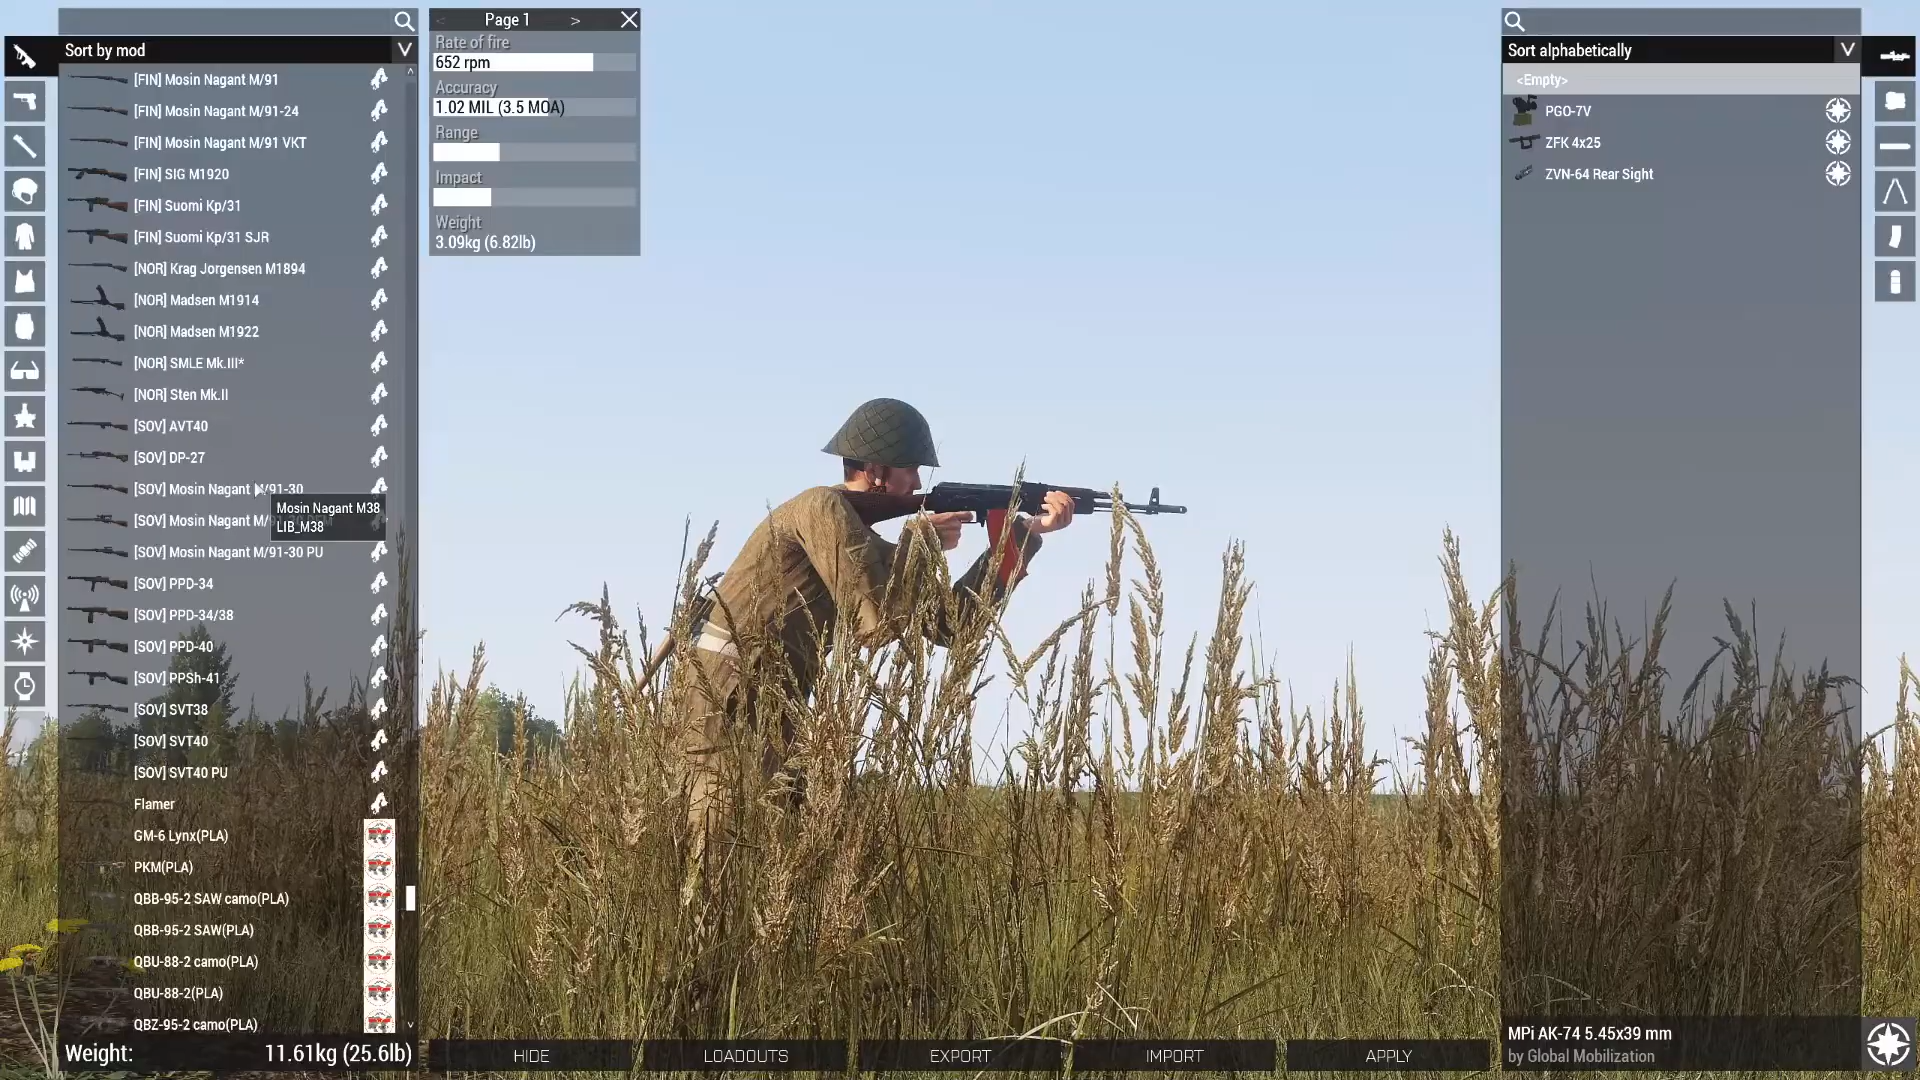 Sort by mod
[FIN] Mosin Nagant M/91
[FIN] Mosin Nagant M/91-24
[FIN] Mosin Nagant M/91 VKT
[FIN] SIG M1920
[FIN] Suomi Kp/31
[FIN] Suomi Kp/31 SJR
[NOR] Krag Jorgensen M1894
[NOR] Madsen M1914
[NOR] Madsen M1922
[NOR] SMLE Mk.III*
[NOR] Sten Mk.II
[SOV] AVT40
[SOV] DP-27
[SOV] Mosin Nagant M/91-30
Mosin Nagant M38
LIB_M38
[SOV] Mosin Nagant M/
[SOV] Mosin Nagant M/91-30 PU
[SOV] PPD-34
[SOV] PPD-34/38
[SOV] PPD-40
[SOV] PPSh-41
[SOV] SVT38
[SOV] SVT40
[SOV] SVT40 PU
Flamer
GM-6 Lynx(PLA)
PKM(PLA)
QBB-95-2 SAW camo(PLA)
QBB-95-2 SAW(PLA)
QBU-88-2 camo(PLA)
QBU-88-2(PLA)
QBZ-95-2 camo(PLA)
Weight: 11.61kg (25.6lb)
< Page 1 >
Rate of fire
652 rpm
Accuracy
1.02 MIL (3.5 MOA)
Range
Impact
Weight
3.09kg (6.82lb)
HIDE
LOADOUTS
EXPORT
IMPORT
APPLY
Sort alphabetically
<Empty>
PGO-7V
ZFK 4x25
ZVN-64 Rear Sight
MPi AK-74 5.45x39 mm
by Global Mobilization